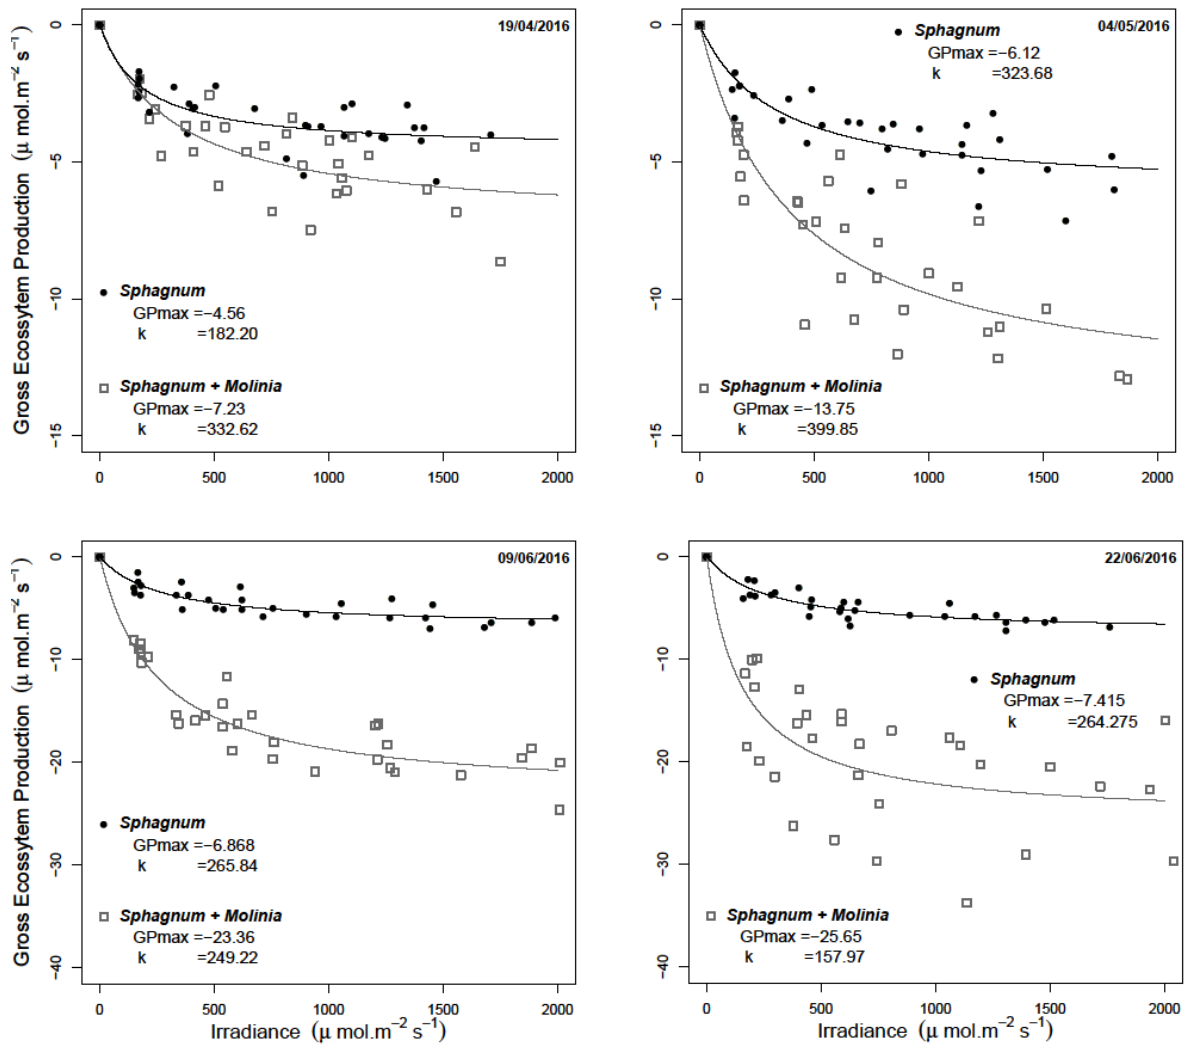 19/04/2016
Gross Ecossytem Production (μ mol.m−2 s−1)
0
−5
−10
−15
Sphagnum
GPmax =−4.56
k =182.20
Sphagnum + Molinia
GPmax =−7.23
k =332.62
0 500 1000 1500 2000
04/05/2016
0
−5
−10
−15
Sphagnum
GPmax =−6.12
k =323.68
Sphagnum + Molinia
GPmax =−13.75
k =399.85
0 500 1000 1500 2000
09/06/2016
Gross Ecossytem Production (μ mol.m−2 s−1)
0
−10
−20
−30
−40
Sphagnum
GPmax =−6.868
k =265.84
Sphagnum + Molinia
GPmax =−23.36
k =249.22
0 500 1000 1500 2000
Irradiance (μ mol.m−2 s−1)
22/06/2016
0
−10
−20
−30
−40
Sphagnum
GPmax =−7.415
k =264.275
Sphagnum + Molinia
GPmax =−25.65
k =157.97
0 500 1000 1500 2000
Irradiance (μ mol.m−2 s−1)